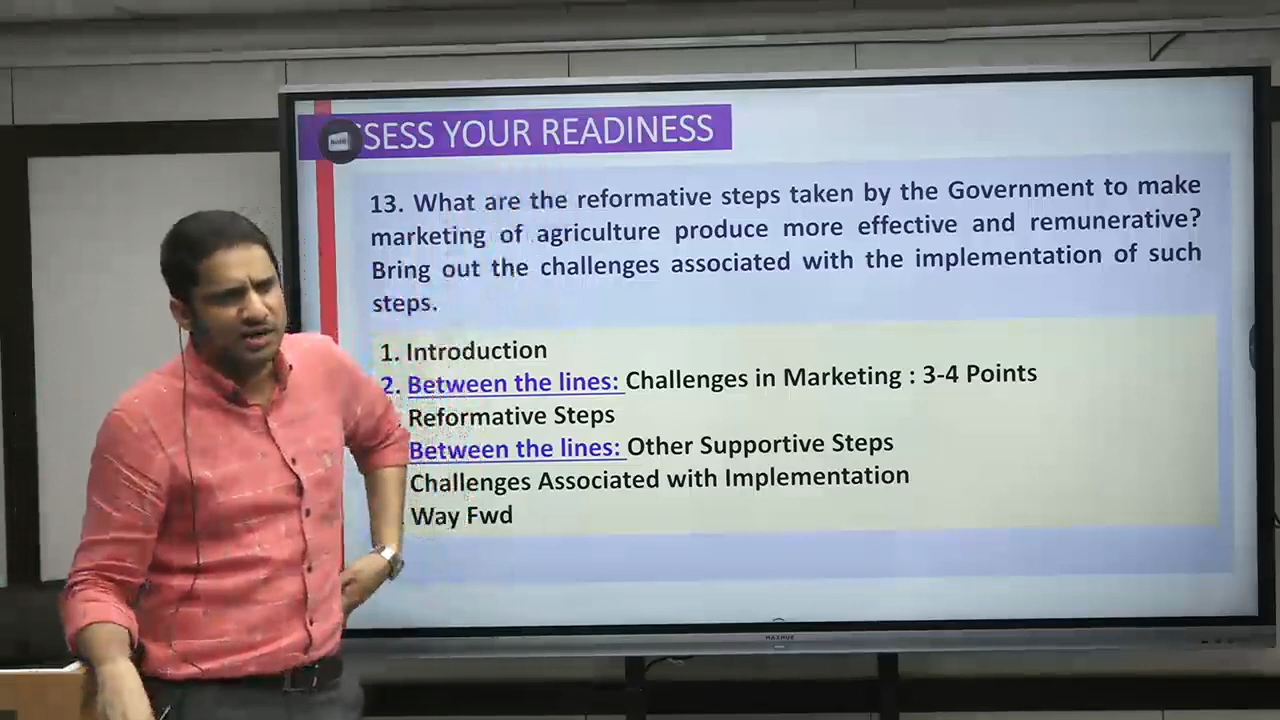 SESS YOUR READINESS
13. What are the reformative steps taken by the Government to make
marketing of agriculture produce more effective and remunerative?
Bring out the challenges associated with the implementation of such
steps.
1. Introduction
2. Between the lines: Challenges in Marketing : 3-4 Points
. Reformative Steps
Between the lines: Other Supportive Steps
Challenges Associated with Implementation
. Way Fwd
MAXHUB